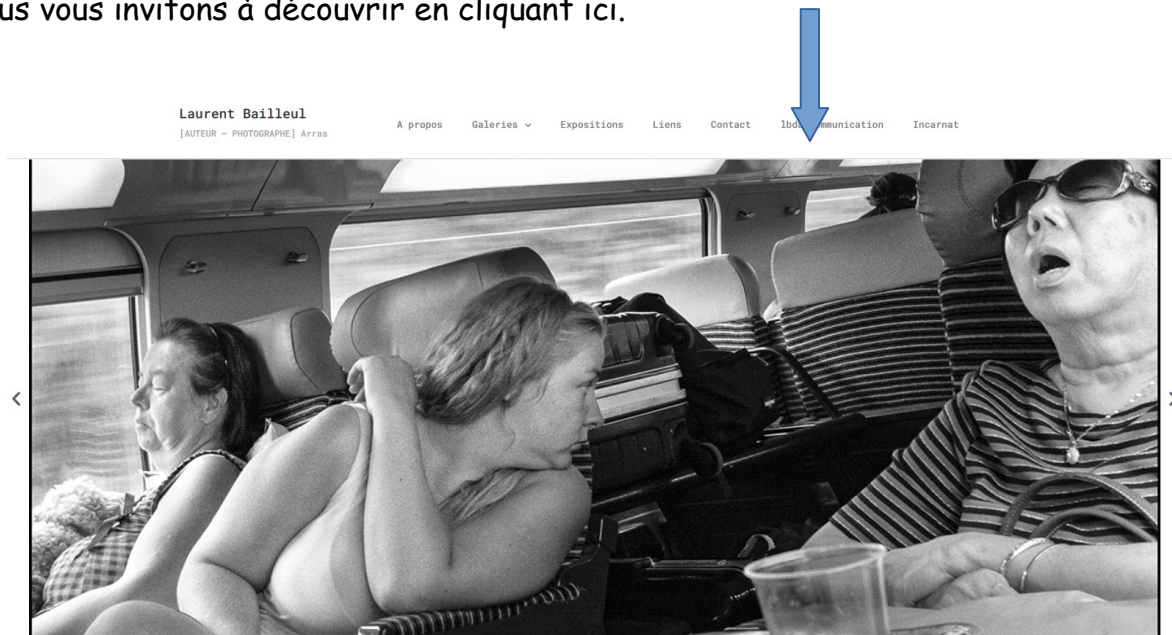 us vous invitons à découvrir en cliquant ici.
Laurent Bailleul
[AUTEUR – PHOTOGRAPHE] Arras
A propos Galeries Expositions Liens Contact Incarnat